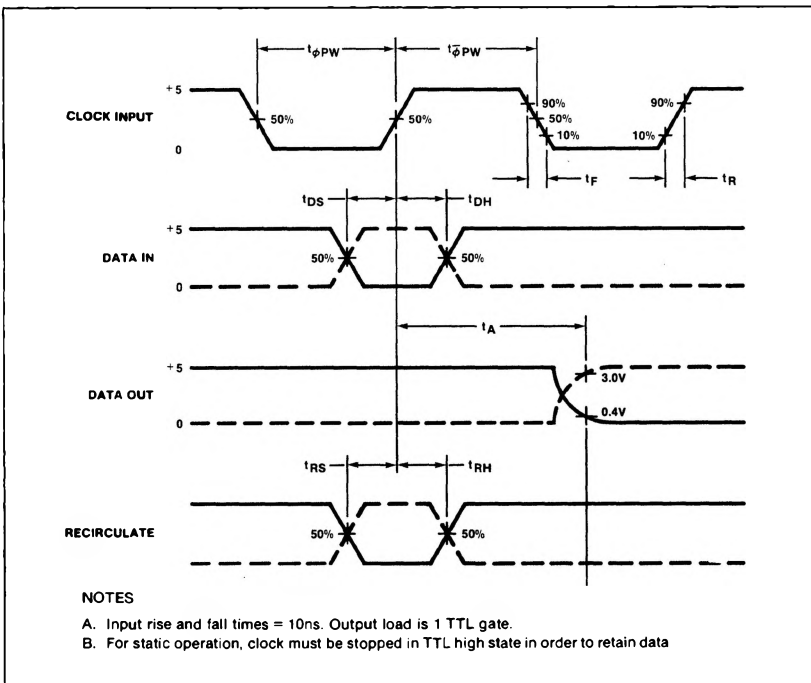 tφPW tφ̅PW
+5
90% 90%
CLOCK INPUT 50% 50% 50%
10% 10%
0
tF tR
tDS tDH
+5
DATA IN 50% 50%
0
tA
+5
3.0V
DATA OUT
0.4V
0
tRS tRH
RECIRCULATE 50% 50%
NOTES
A. Input rise and fall times = 10ns. Output load is 1 TTL gate.
B. For static operation, clock must be stopped in TTL high state in order to retain data